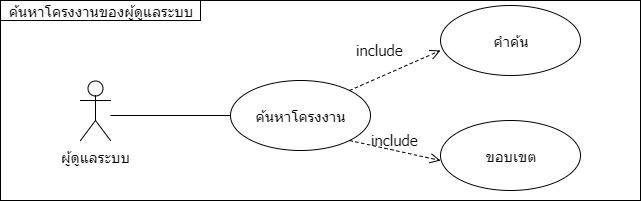 ค้นหาโครงงานของผู้ดูแลระบบ
include
คำค้น
ค้นหาโครงงาน
include
ขอบเขต
ผู้ดูแลระบบ